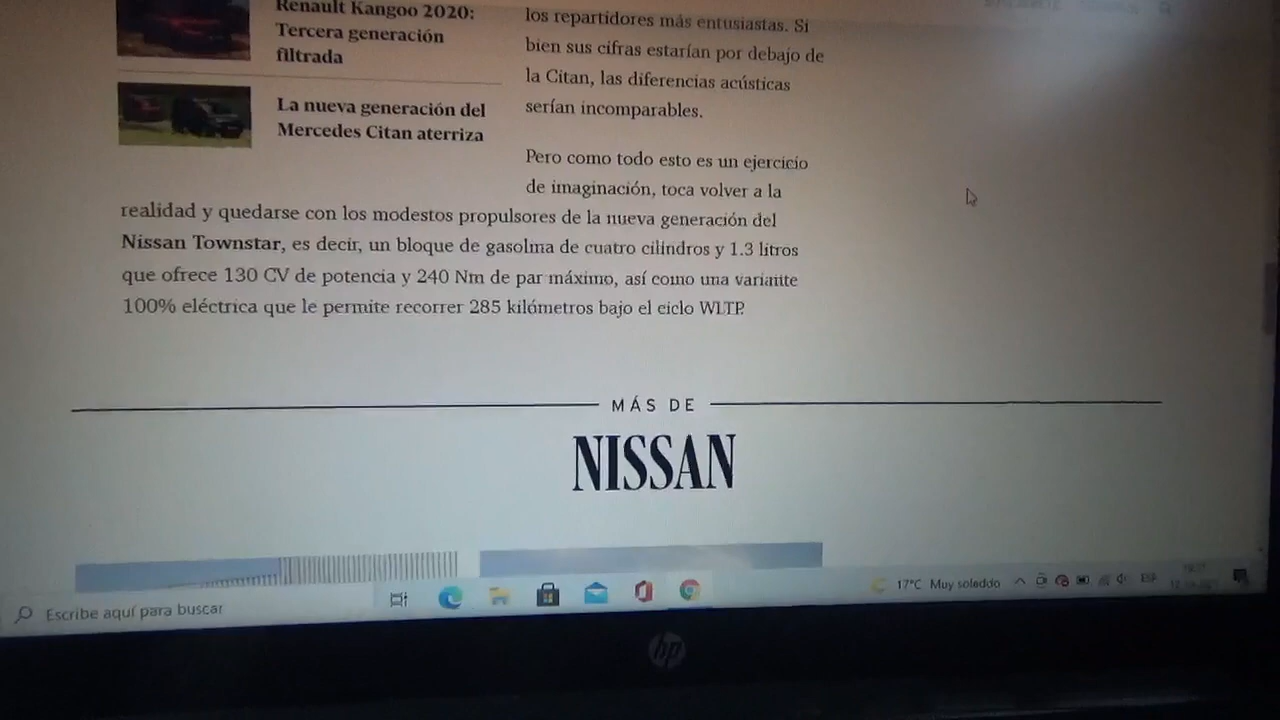 Renault Kangoo 2020:
Tercera generación
filtrada
La nueva generación del
Mercedes Citan aterriza
los repartidores más entusiastas. Si
bien sus cifras estarían por debajo de
la Citan, las diferencias acústicas
serían incomparables.
Pero como todo esto es un ejercicio
de imaginación, toca volver a la
realidad y quedarse con los modestos propulsores de la nueva generación del
Nissan Townstar, es decir, un bloque de gasolina de cuatro cilindros y 1.3 litros
que ofrece 130 CV de potencia y 240 Nm de par máximo, así como una variante
100% eléctrica que le permite recorrer 285 kilómetros bajo el ciclo WLTP.
MÁS DE
NISSAN
Escribe aquí para buscar
17°C Muy soleado
ESP
hp